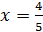 x = 4/5